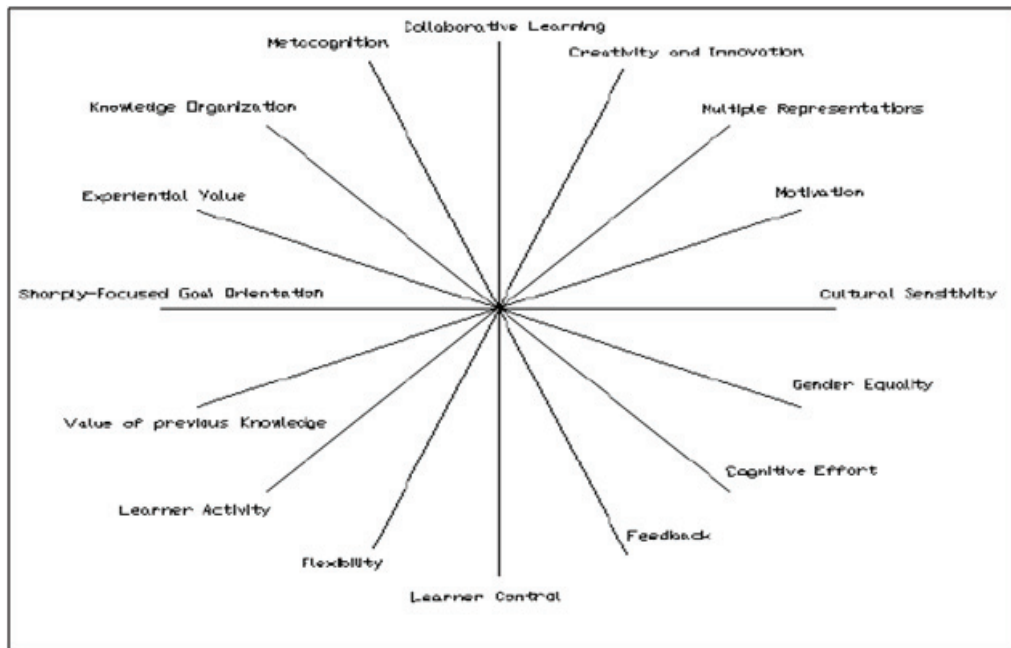 Collaborative Learning
Metacognition
Creativity and Innovation
Knowledge Organization
Multiple Representations
Experiential Value
Motivation
Sharply-Focused Goal Orientation
Cultural Sensitivity
Gender Equality
Value of previous Knowledge
Cognitive Effort
Learner Activity
Feedback
Flexibility
Learner Control